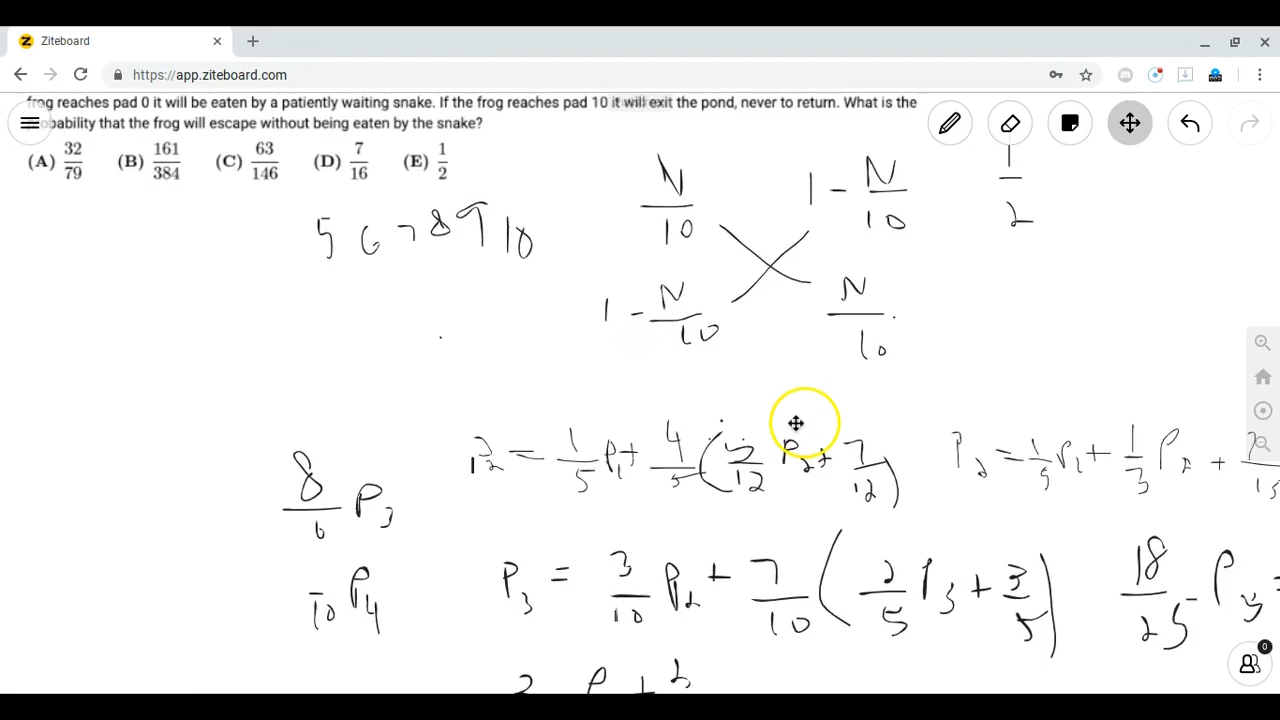 Ziteboard
https://app.ziteboard.com
frog reaches pad 0 it will be eaten by a patiently waiting snake. If the frog reaches pad 10 it will exit the pond, never to return. What is the
probability that the frog will escape without being eaten by the snake?
(A) 32/79 (B) 161/384 (C) 63/146 (D) 7/16 (E) 1/2
5 6 7 8 9 10
N/10 1 - N/10 1/2
1 - N/10 N/10
P2 = 1/5 P1 + 4/5 (5/12 P2 + 7/12) P2 = 1/5 P1 + 1/3 P2 + 7/15
8/10 P3
P3 = 3/10 P2 + 7/10 (2/5 P3 + 3/5) 18/25 P3 =
/10 P4
0